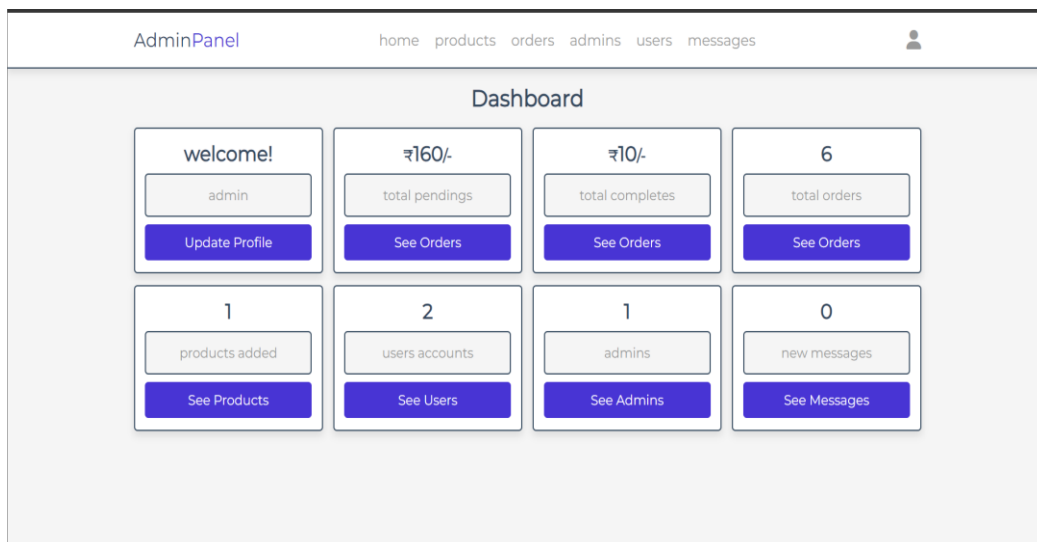 AdminPanel home products orders admins users messages
Dashboard
welcome! ₹160/- ₹10/- 6
admin total pendings total completes total orders
Update Profile See Orders See Orders See Orders
1 2 1 0
products added users accounts admins new messages
See Products See Users See Admins See Messages